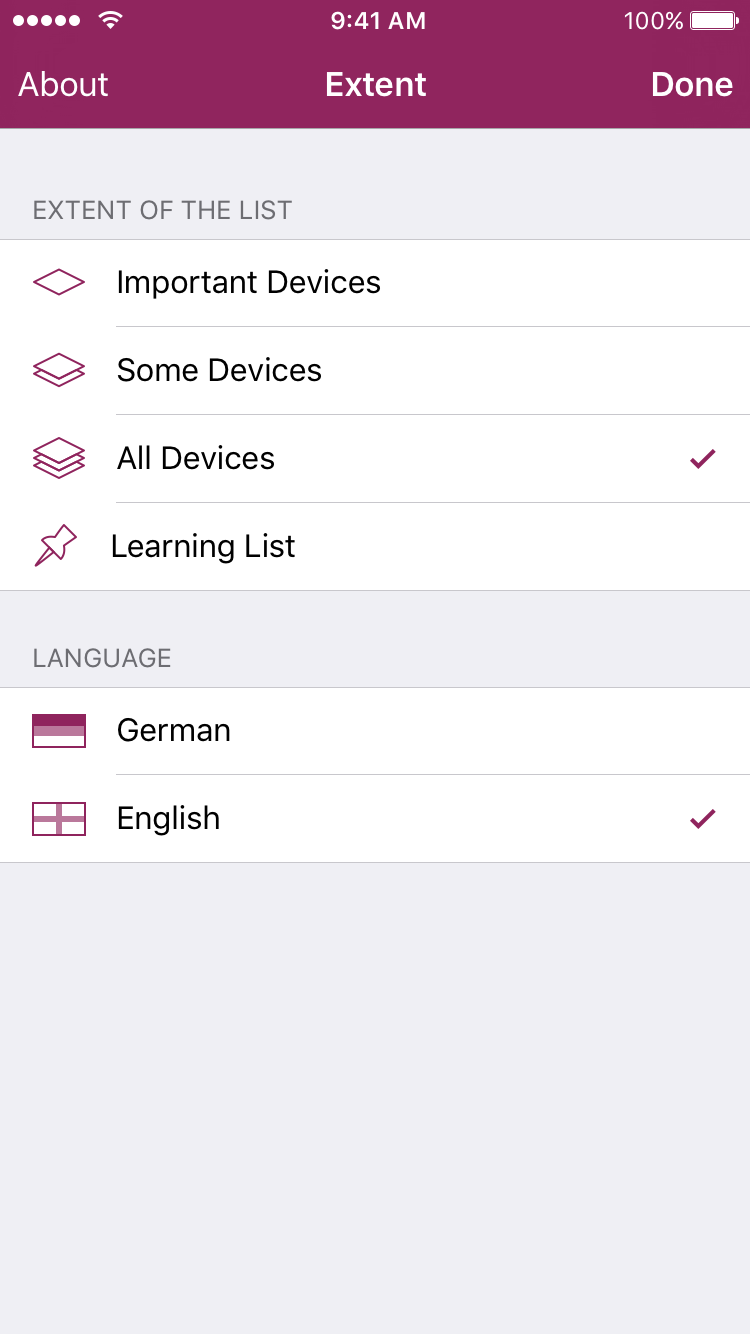 9:41 AM 100%
About Extent Done
EXTENT OF THE LIST
Important Devices
Some Devices
All Devices
Learning List
LANGUAGE
German
English